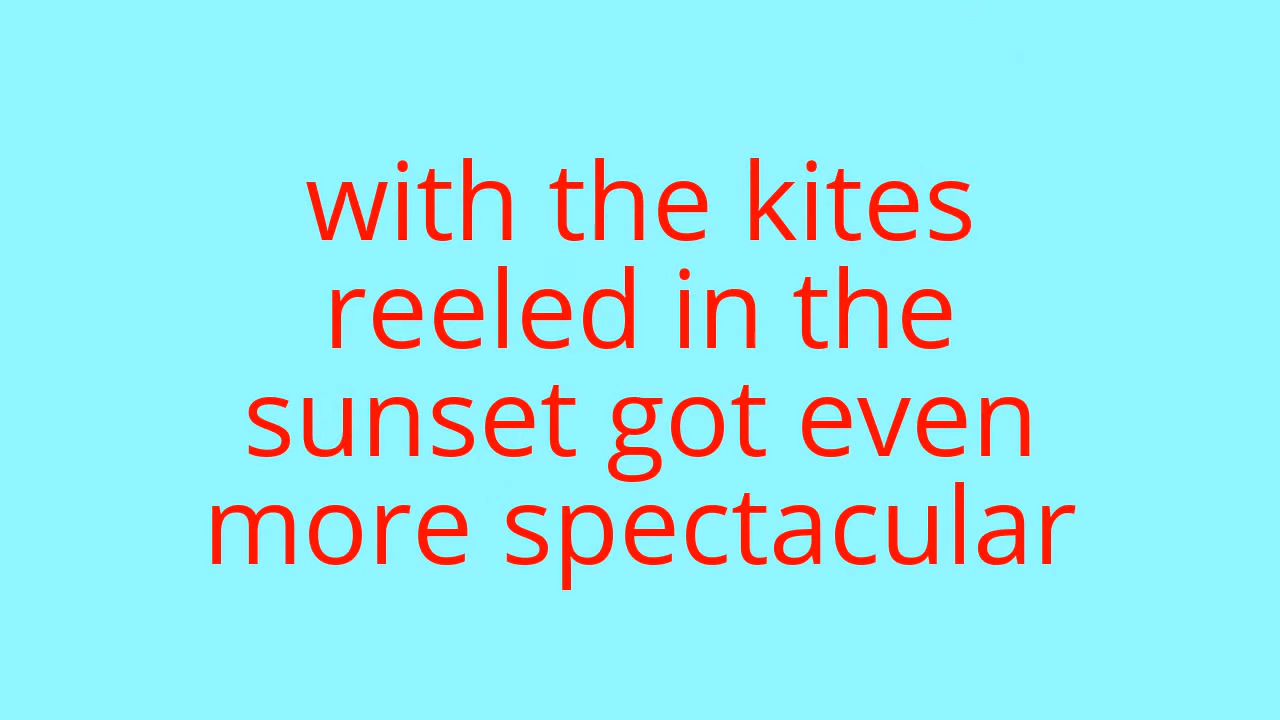 with the kites
reeled in the
sunset got even
more spectacular